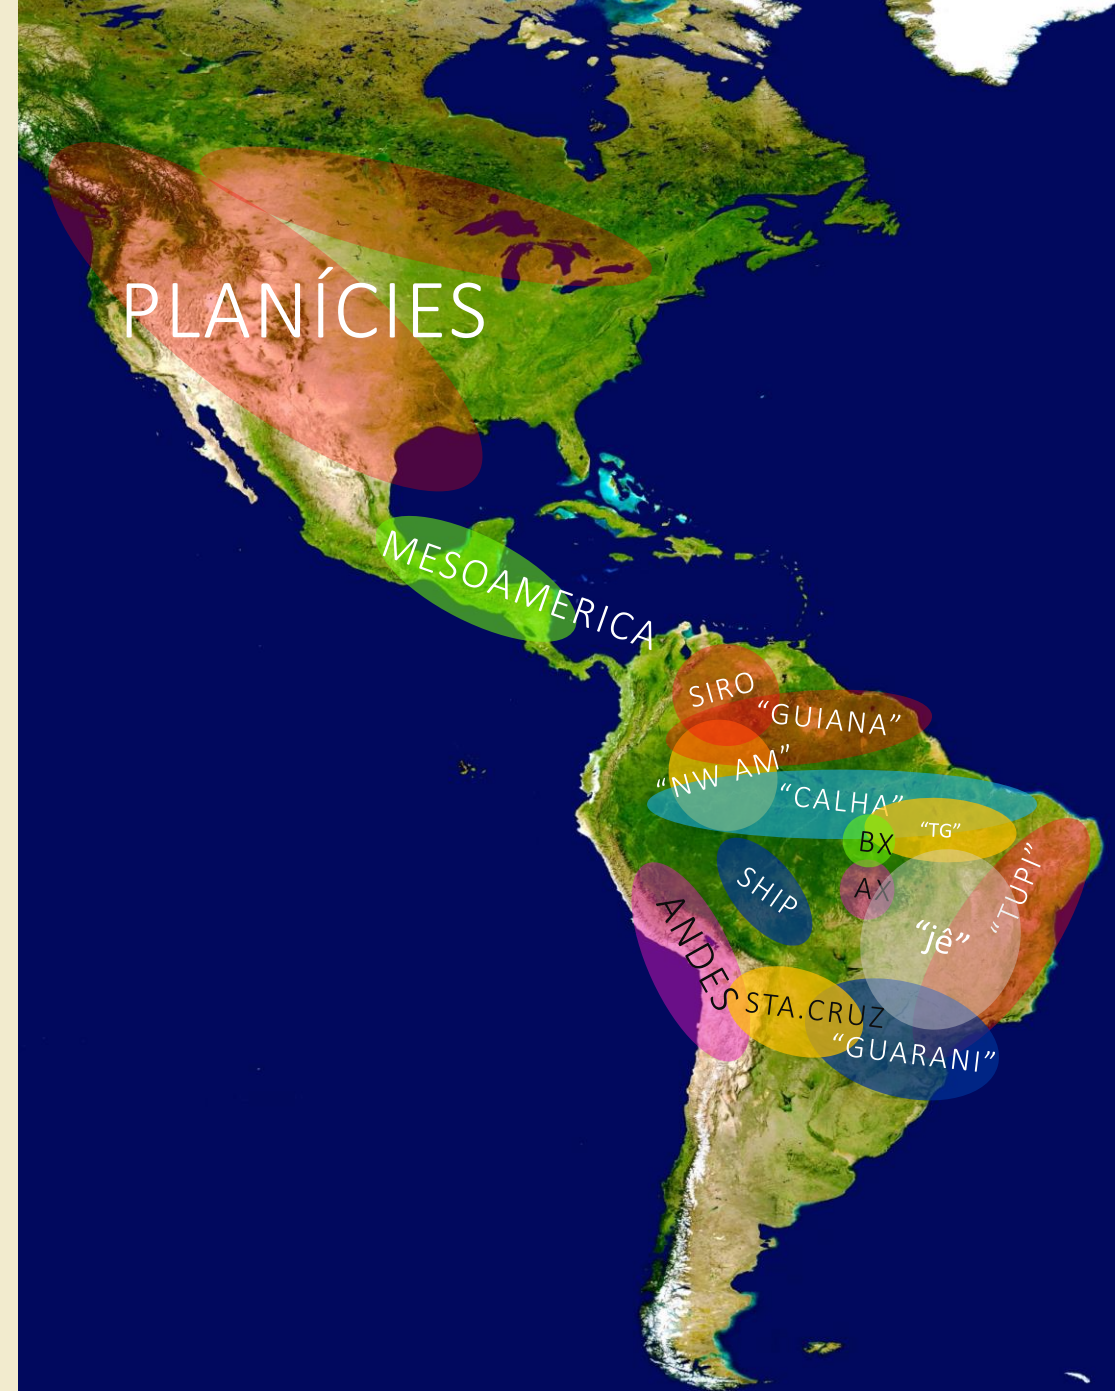 PLANÍCIES
MESOAMERICA
SIRO
“GUIANA”
“NW AM”
“CALHA”
“TG”
BX
SHIP
AX
“TUPI”
ANDES
“jê”
STA.CRUZ
“GUARANI”